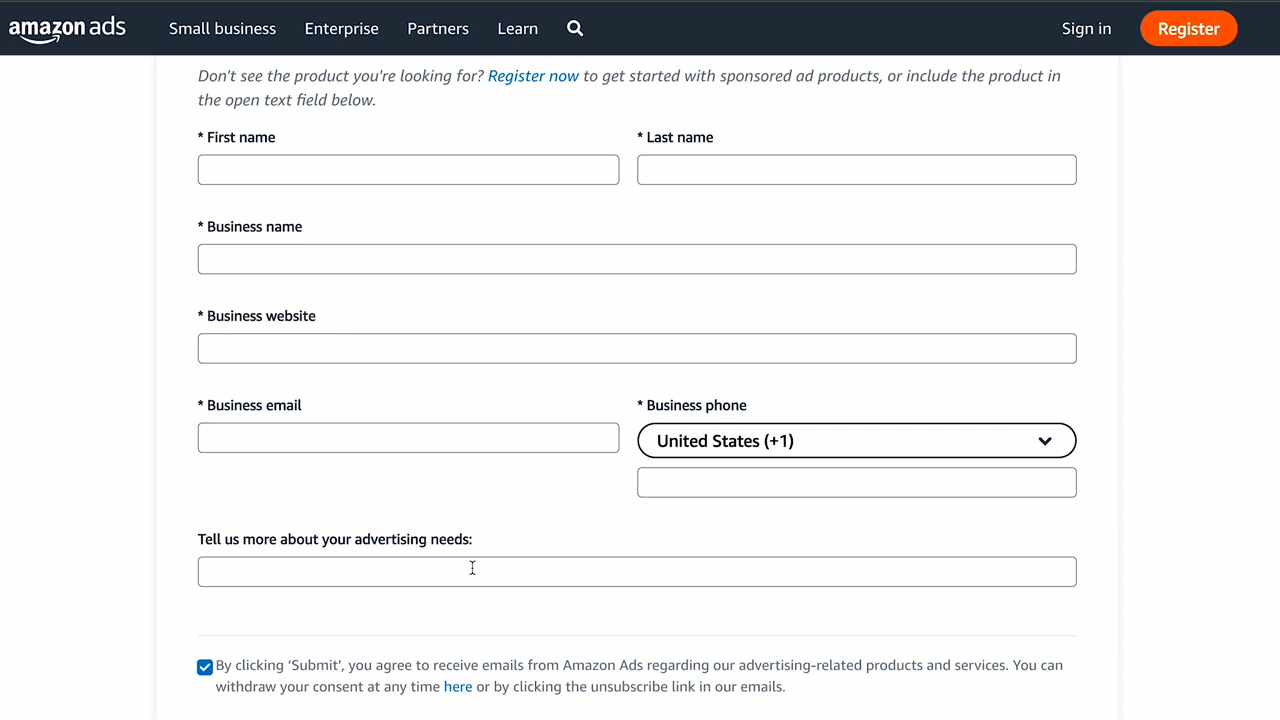 amazon ads Small business Enterprise Partners Learn Sign in Register
Don't see the product you're looking for? Register now to get started with sponsored ad products, or include the product in
the open text field below.
* First name * Last name
* Business name
* Business website
* Business email * Business phone
United States (+1)
Tell us more about your advertising needs:
By clicking ‘Submit’, you agree to receive emails from Amazon Ads regarding our advertising-related products and services. You can
withdraw your consent at any time here or by clicking the unsubscribe link in our emails.